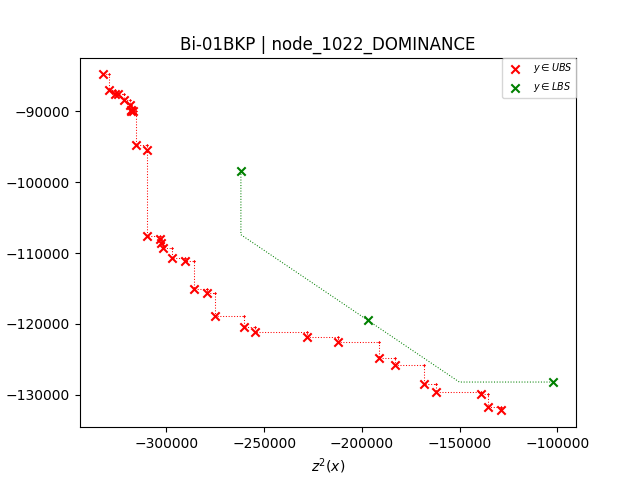 Bi-01BKP | node_1022_DOMINANCE
y ∈ UBS
y ∈ LBS
−90000
−100000
−110000
−120000
−130000
−300000 −250000 −200000 −150000 −100000
z²(x)